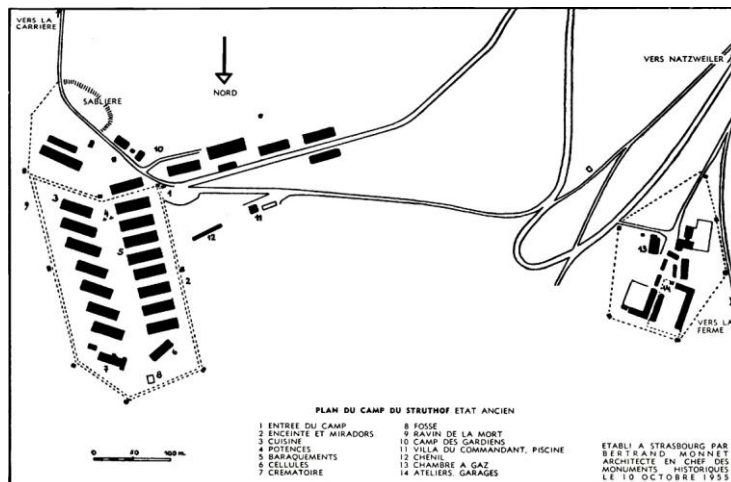 VERS LA
CARRIÈRE
SABLIÈRE
NORD
VERS NATZWEILER
10
1
11
12
9
3
4
5
2
6
7
8
13
14
VERS LA
FERME
PLAN DU CAMP DU STRUTHOF ETAT ANCIEN
1 ENTREE DU CAMP
2 ENCEINTE ET MIRADORS
3 CUISINE
4 POTENCES
5 BARAQUEMENTS
6 CELLULES
7 CREMATOIRE
8 FOSSE
9 RAVIN DE LA MORT
10 CAMP DES GARDIENS
11 VILLA DU COMMANDANT, PISCINE
12 CHENIL
13 CHAMBRE A GAZ
14 ATELIERS. GARAGES
0 50 100 m.
ETABLI A STRASBOURG PAR
BERTRAND MONNET
ARCHITECTE EN CHEF DES
MONUMENTS HISTORIQUES
LE 10 OCTOBRE 1955